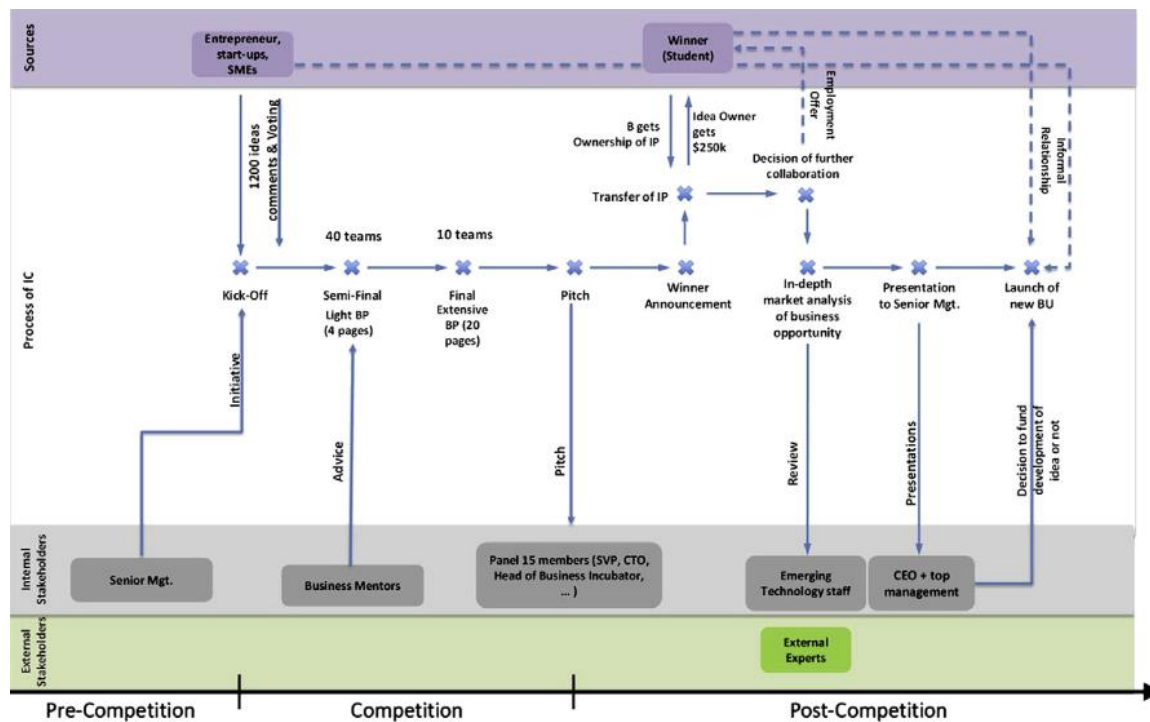 Sources
Entrepreneur,
start-ups,
SMEs
Winner
(Student)
Process of IC
1200 ideas
comments & Voting
B gets
Ownership of IP
Idea Owner
gets
$250k
Employment
Offer
Informal
Relationship
Transfer of IP
Decision of further
collaboration
40 teams
10 teams
Kick-Off
Semi-Final
Light BP
(4 pages)
Final
Extensive
BP (20
pages)
Pitch
Winner
Announcement
In-depth
market analysis
of business
opportunity
Presentation
to Senior Mgt.
Launch of
new BU
Initiative
Advice
Pitch
Review
Presentations
Decision to fund
development of
idea or not
Internal
Stakeholders
Senior Mgt.
Business Mentors
Panel 15 members (SVP, CTO,
Head of Business Incubator,
... )
Emerging
Technology staff
CEO + top
management
External
Stakeholders
External
Experts
Pre-Competition
Competition
Post-Competition